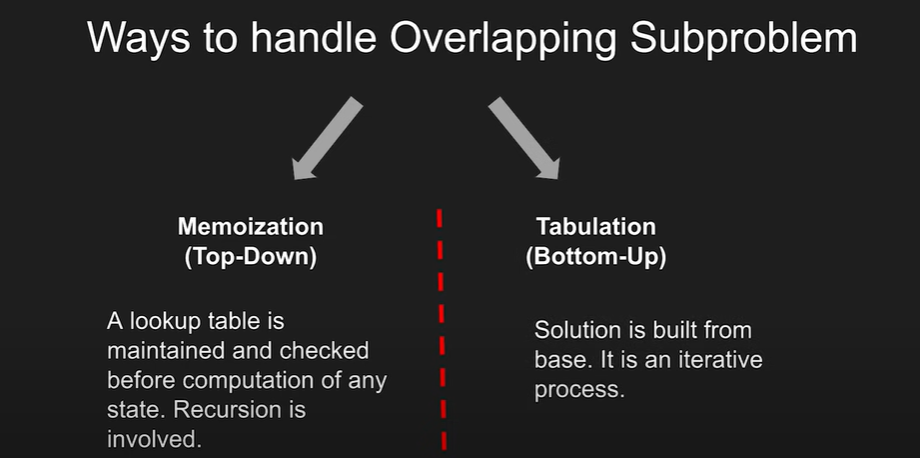 Ways to handle Overlapping Subproblem
Memoization
(Top-Down)
A lookup table is
maintained and checked
before computation of any
state. Recursion is
involved.
Tabulation
(Bottom-Up)
Solution is built from
base. It is an iterative
process.